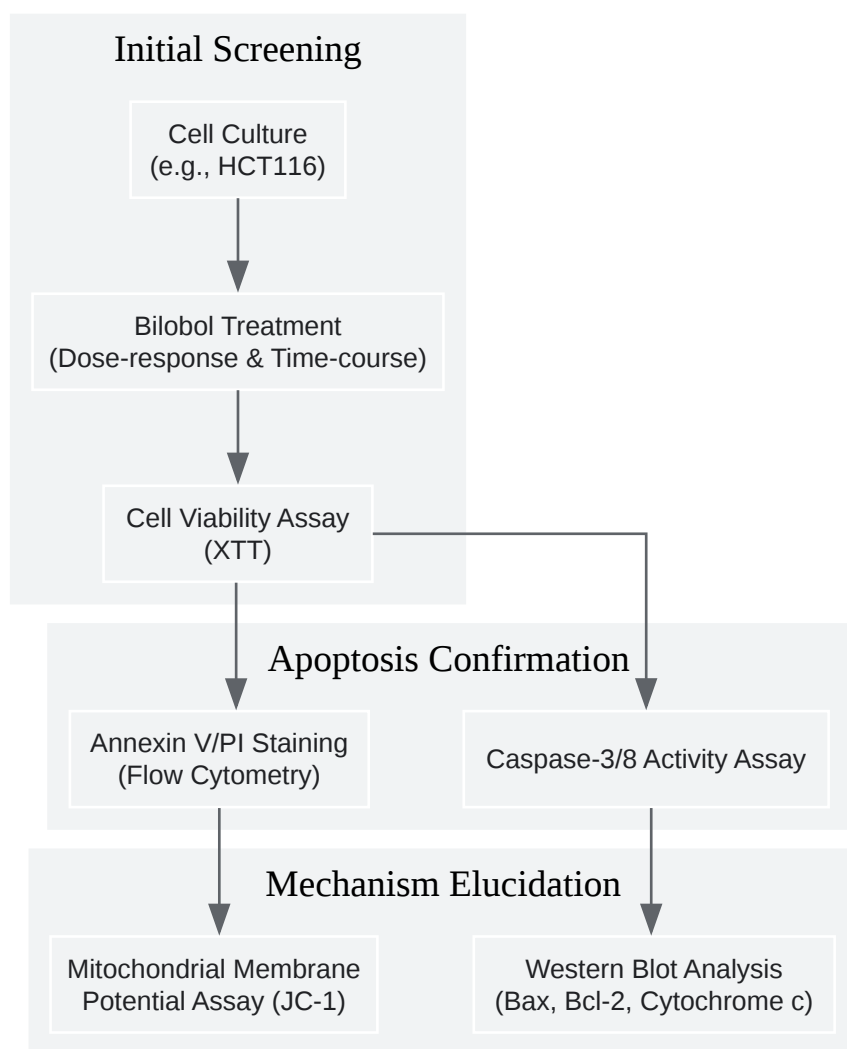 Initial Screening
Cell Culture
(e.g., HCT116)
Bilobol Treatment
(Dose-response & Time-course)
Cell Viability Assay
(XTT)
Apoptosis Confirmation
Annexin V/PI Staining
(Flow Cytometry)
Caspase-3/8 Activity Assay
Mechanism Elucidation
Mitochondrial Membrane
Potential Assay (JC-1)
Western Blot Analysis
(Bax, Bcl-2, Cytochrome c)